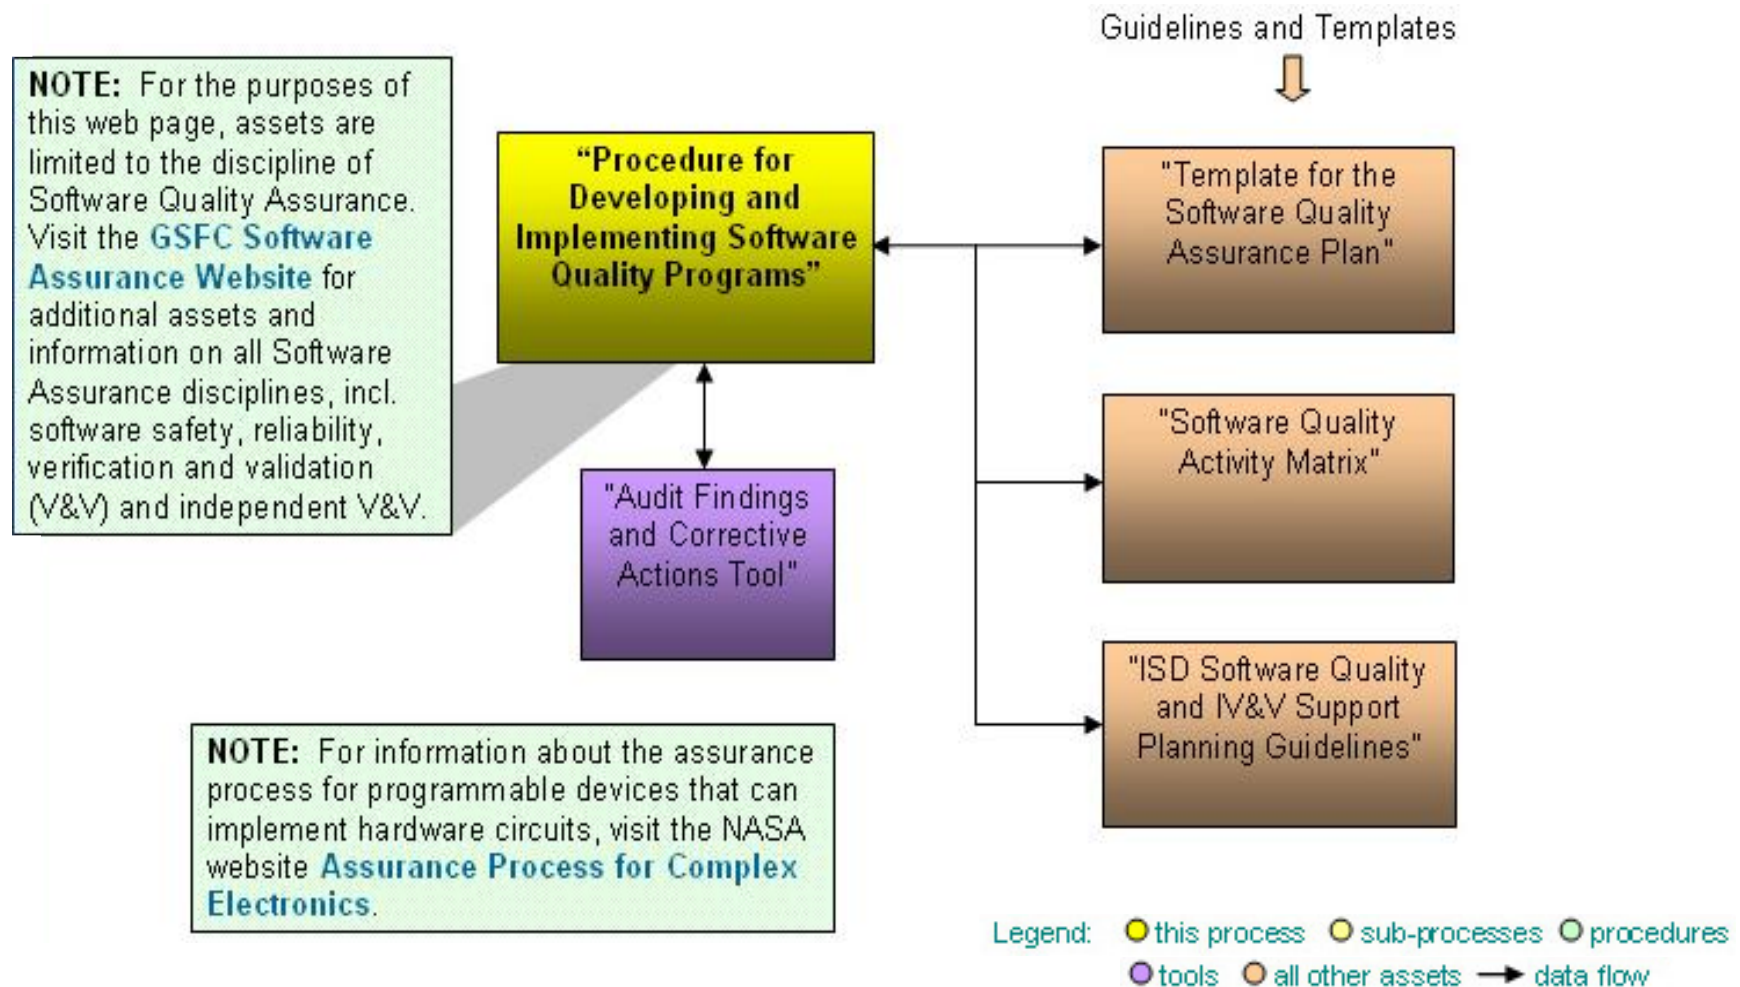 Guidelines and Templates
NOTE:  For the purposes of
this web page, assets are
limited to the discipline of
Software Quality Assurance.
Visit the GSFC Software
Assurance Website for
additional assets and
information on all Software
Assurance disciplines, incl.
software safety, reliability,
verification and validation
(V&V) and independent V&V.
“Procedure for
Developing and
Implementing Software
Quality Programs”
"Template for the
Software Quality
Assurance Plan"
"Software Quality
Activity Matrix"
"Audit Findings
and Corrective
Actions Tool"
"ISD Software Quality
and IV&V Support
Planning Guidelines"
NOTE:  For information about the assurance
process for programmable devices that can
implement hardware circuits, visit the NASA
website Assurance Process for Complex
Electronics.
Legend: this process sub-processes procedures
tools all other assets data flow